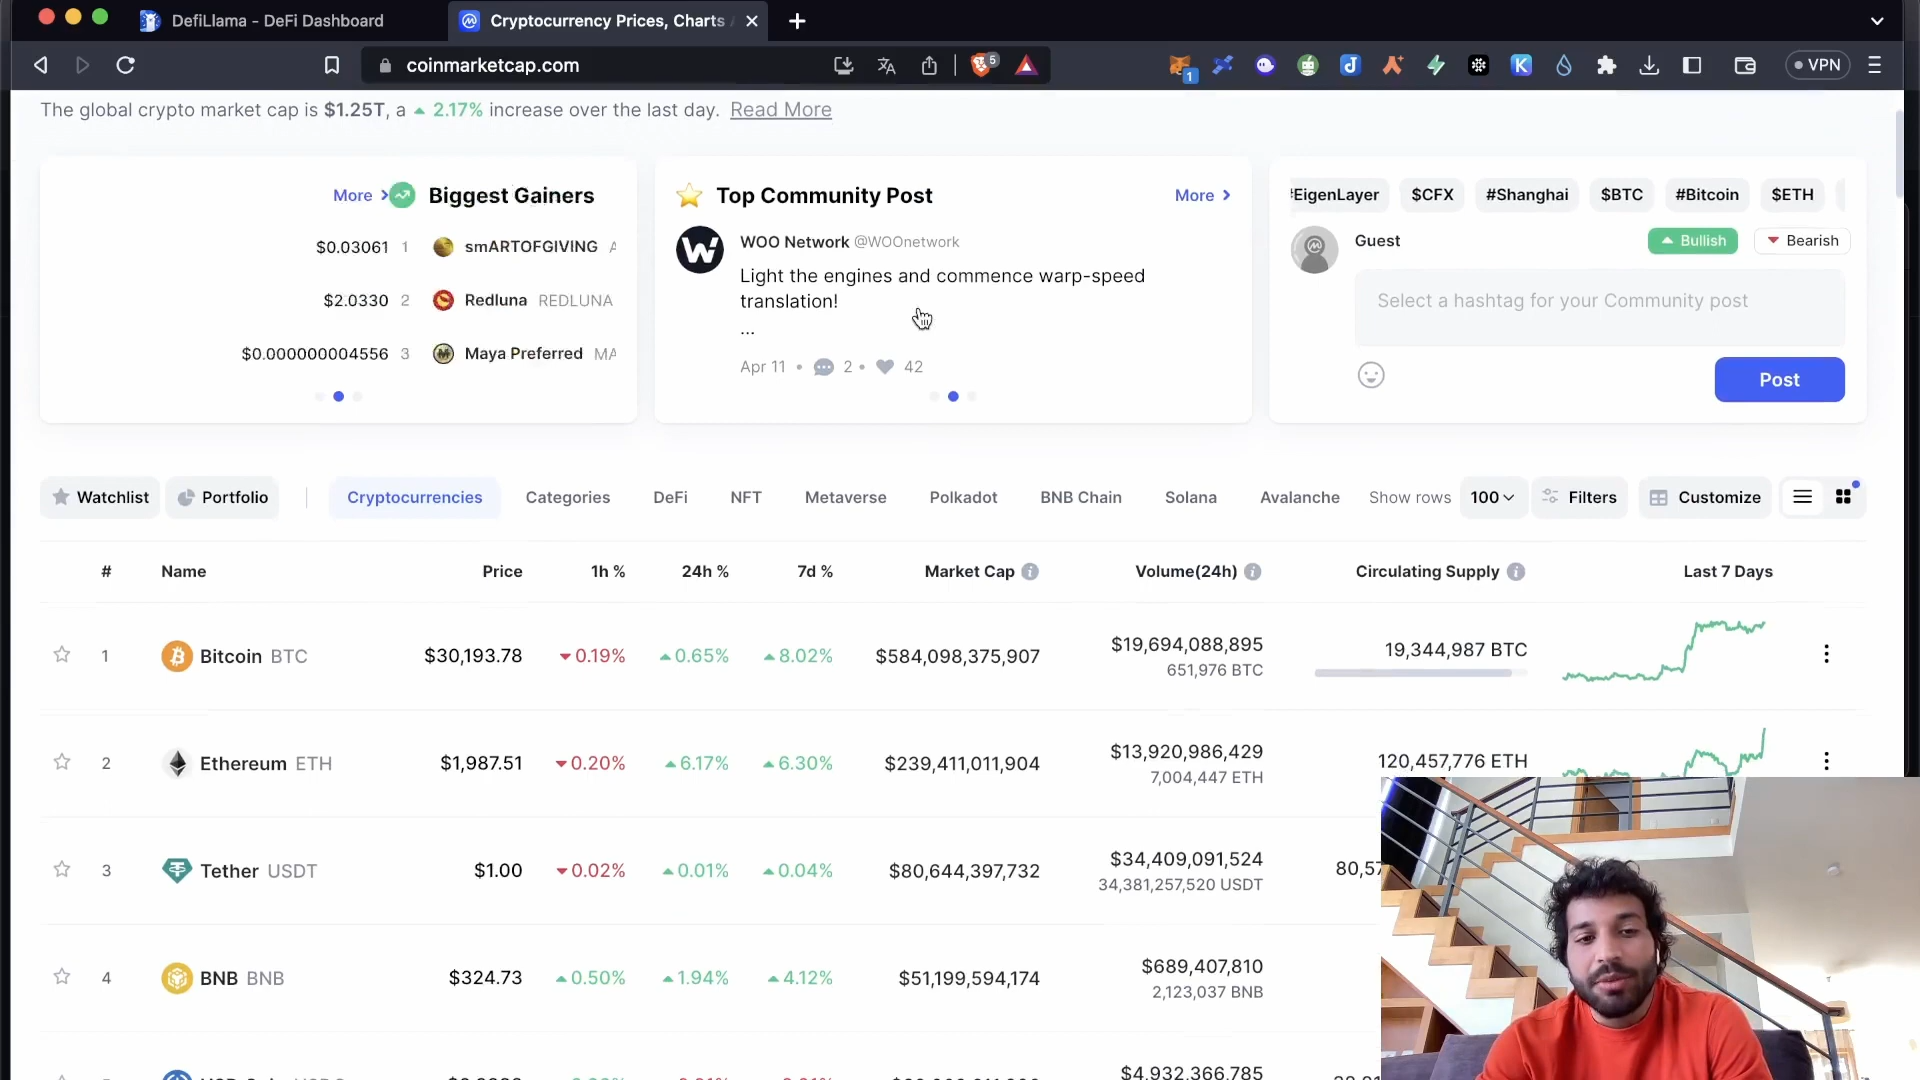 DefiLlama - DeFi Dashboard
Cryptocurrency Prices, Charts
coinmarketcap.com
5
1
VPN
The global crypto market cap is $1.25T, a 2.17% increase over the last day. Read More
More
Biggest Gainers
$0.03061 1 smARTOFGIVING
$2.0330 2 Redluna REDLUNA
$0.000000004556 3 Maya Preferred MA
Top Community Post
More
WOO Network @WOOnetwork
Light the engines and commence warp-speed
translation!
...
Apr 11 • 2 • 42
#EigenLayer $CFX #Shanghai $BTC #Bitcoin $ETH
Guest
Bullish
Bearish
Select a hashtag for your Community post
Post
Watchlist
Portfolio
Cryptocurrencies
Categories
DeFi
NFT
Metaverse
Polkadot
BNB Chain
Solana
Avalanche
Show rows
100
Filters
Customize
# Name Price 1h % 24h % 7d % Market Cap Volume(24h) Circulating Supply Last 7 Days
1 Bitcoin BTC $30,193.78 0.19% 0.65% 8.02% $584,098,375,907 $19,694,088,895 19,344,987 BTC
651,976 BTC
2 Ethereum ETH $1,987.51 0.20% 6.17% 6.30% $239,411,011,904 $13,920,986,429 120,457,776 ETH
7,004,447 ETH
3 Tether USDT $1.00 0.02% 0.01% 0.04% $80,644,397,732 $34,409,091,524 80,57
34,381,257,520 USDT
4 BNB BNB $324.73 0.50% 1.94% 4.12% $51,199,594,174 $689,407,810
2,123,037 BNB
$4,932,366,785